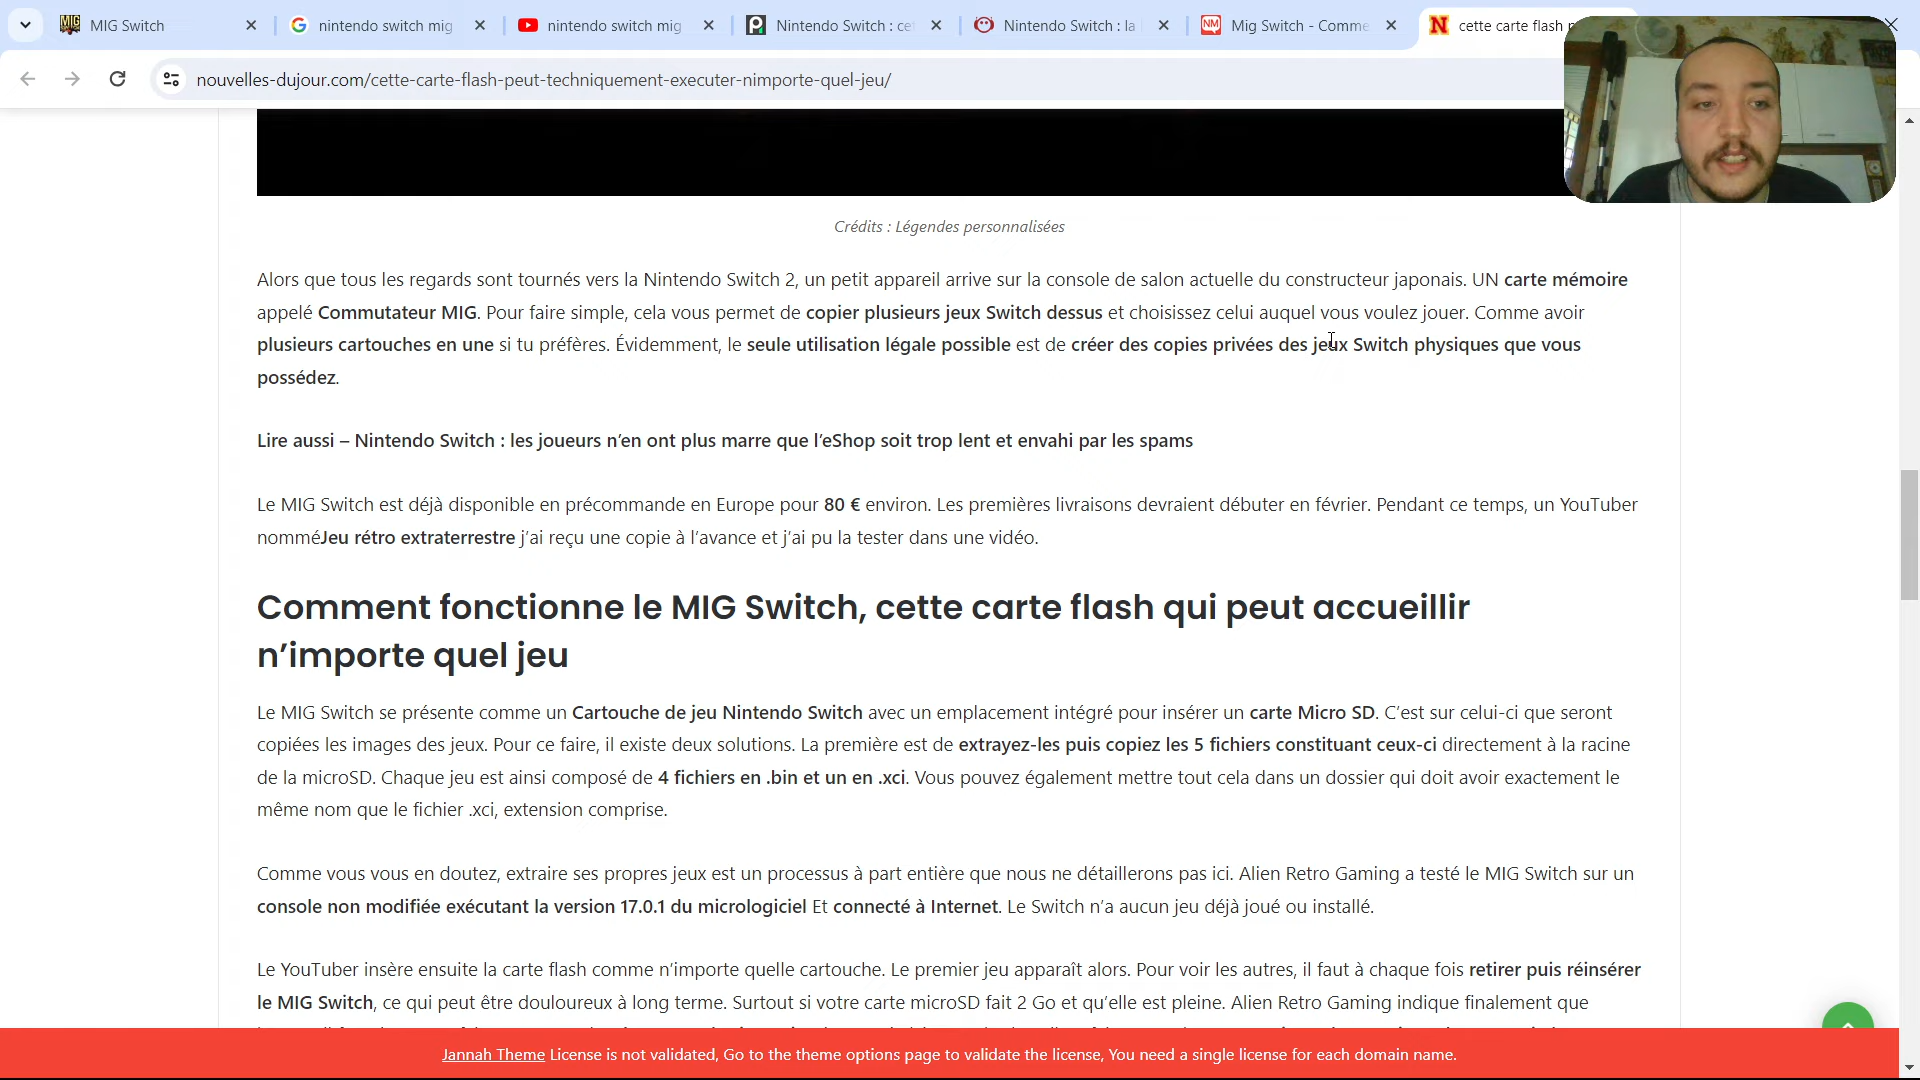 MIG Switch
nintendo switch mig
nintendo switch mig
Nintendo Switch : cet
Nintendo Switch : la
Mig Switch - Comme
cette carte flash p
nouvelles-dujour.com/cette-carte-flash-peut-techniquement-executer-nimporte-quel-jeu/
Crédits : Légendes personnalisées
Alors que tous les regards sont tournés vers la Nintendo Switch 2, un petit appareil arrive sur la console de salon actuelle du constructeur japonais. UN carte mémoire
appelé Commutateur MIG. Pour faire simple, cela vous permet de copier plusieurs jeux Switch dessus et choisissez celui auquel vous voulez jouer. Comme avoir
plusieurs cartouches en une si tu préfères. Évidemment, le seule utilisation légale possible est de créer des copies privées des jeux Switch physiques que vous
possédez.
Lire aussi – Nintendo Switch : les joueurs n’en ont plus marre que l’eShop soit trop lent et envahi par les spams
Le MIG Switch est déjà disponible en précommande en Europe pour 80 € environ. Les premières livraisons devraient débuter en février. Pendant ce temps, un YouTuber
nomméJeu rétro extraterrestre j’ai reçu une copie à l’avance et j’ai pu la tester dans une vidéo.
Comment fonctionne le MIG Switch, cette carte flash qui peut accueillir
n’importe quel jeu
Le MIG Switch se présente comme un Cartouche de jeu Nintendo Switch avec un emplacement intégré pour insérer un carte Micro SD. C’est sur celui-ci que seront
copiées les images des jeux. Pour ce faire, il existe deux solutions. La première est de extrayez-les puis copiez les 5 fichiers constituant ceux-ci directement à la racine
de la microSD. Chaque jeu est ainsi composé de 4 fichiers en .bin et un en .xci. Vous pouvez également mettre tout cela dans un dossier qui doit avoir exactement le
même nom que le fichier .xci, extension comprise.
Comme vous vous en doutez, extraire ses propres jeux est un processus à part entière que nous ne détaillerons pas ici. Alien Retro Gaming a testé le MIG Switch sur un
console non modifiée exécutant la version 17.0.1 du micrologiciel Et connecté à Internet. Le Switch n’a aucun jeu déjà joué ou installé.
Le YouTuber insère ensuite la carte flash comme n’importe quelle cartouche. Le premier jeu apparaît alors. Pour voir les autres, il faut à chaque fois retirer puis réinsérer
le MIG Switch, ce qui peut être douloureux à long terme. Surtout si votre carte microSD fait 2 Go et qu’elle est pleine. Alien Retro Gaming indique finalement que
Jannah Theme License is not validated, Go to the theme options page to validate the license, You need a single license for each domain name.